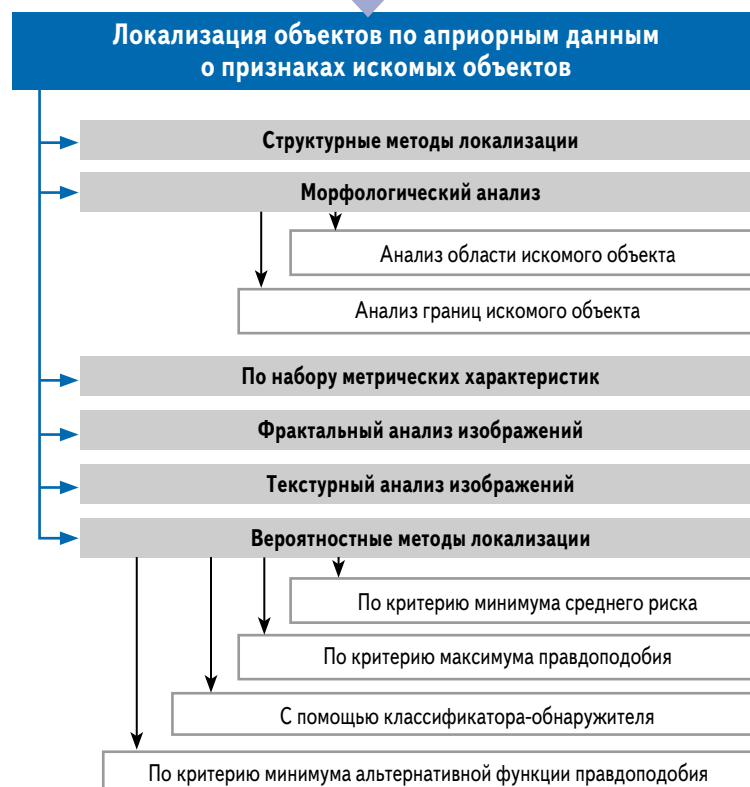 Локализация объектов по априорным данным
о признаках искомых объектов
Структурные методы локализации
Морфологический анализ
Анализ области искомого объекта
Анализ границ искомого объекта
По набору метрических характеристик
Фрактальный анализ изображений
Текстурный анализ изображений
Вероятностные методы локализации
По критерию минимума среднего риска
По критерию максимума правдоподобия
С помощью классификатора-обнаружителя
По критерию минимума альтернативной функции правдоподобия